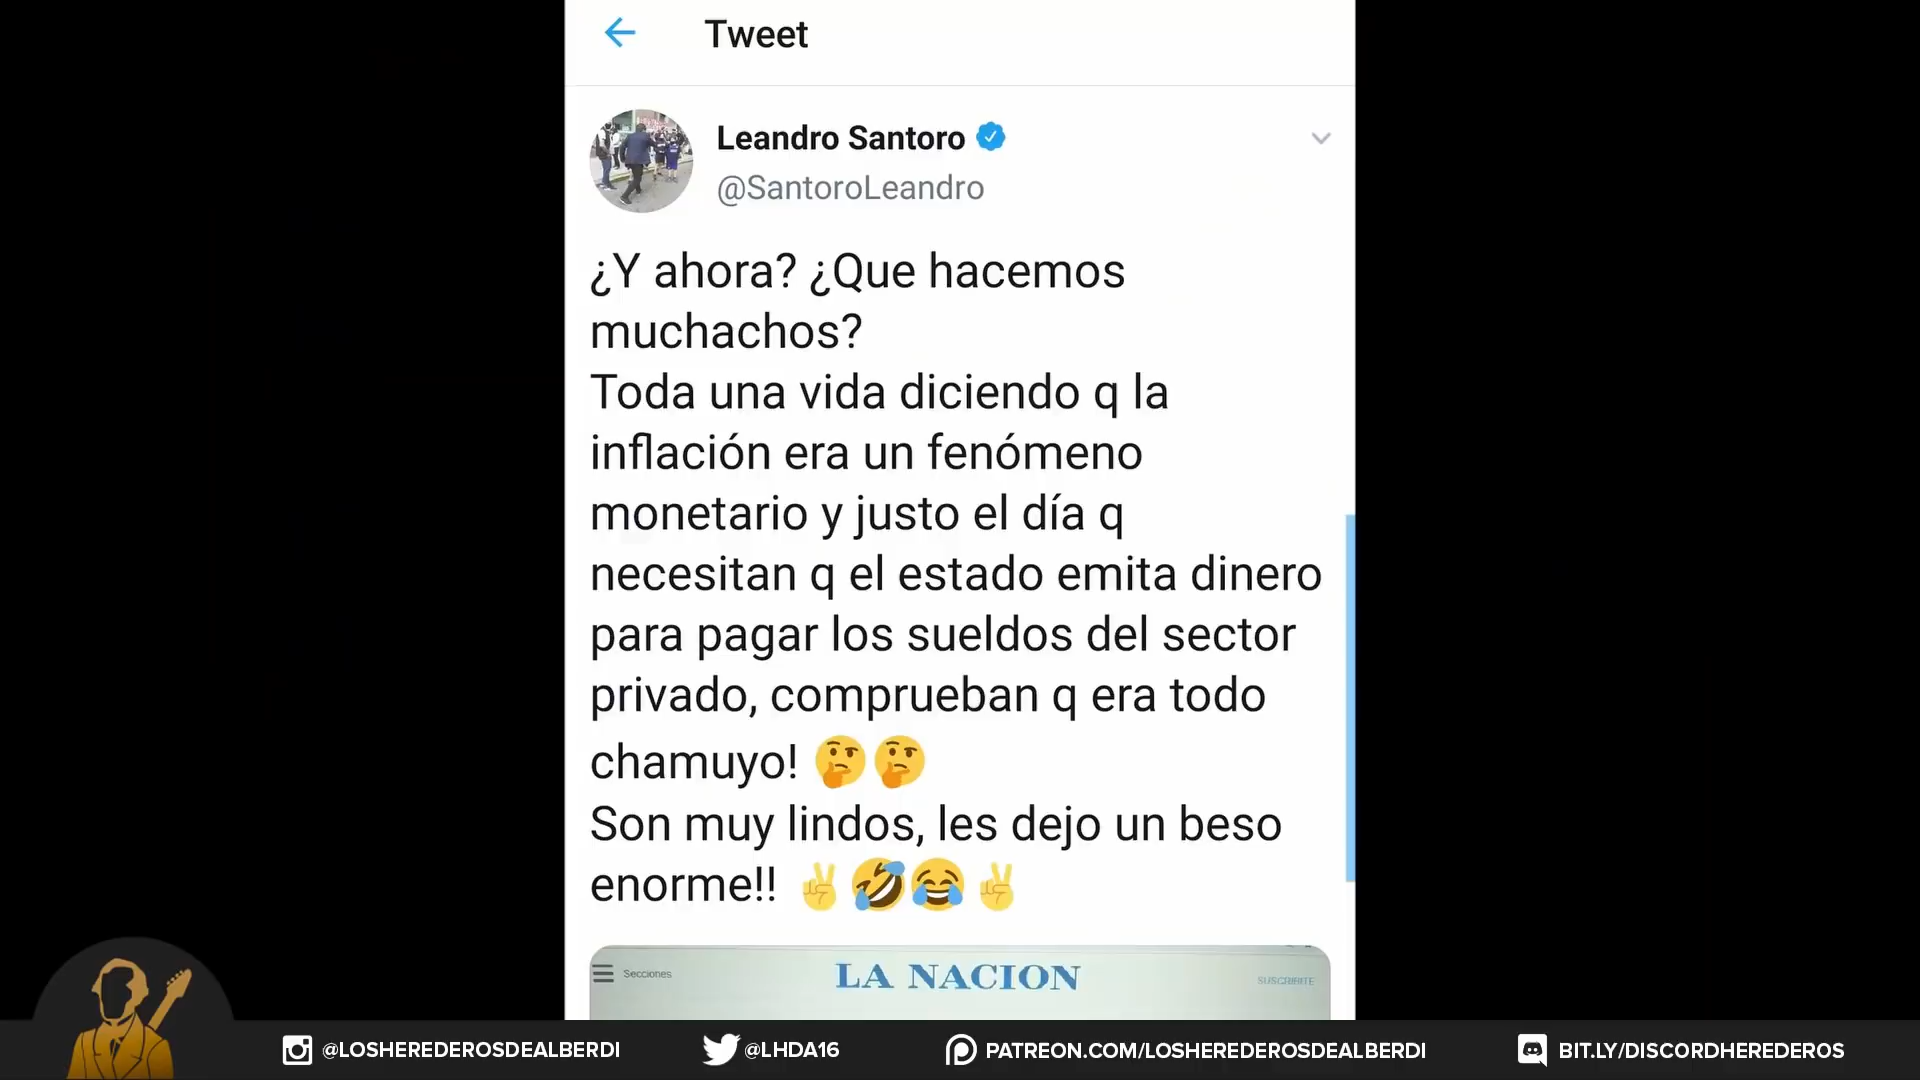 Tweet
Leandro Santoro
@SantoroLeandro
¿Y ahora? ¿Que hacemos
muchachos?
Toda una vida diciendo q la
inflación era un fenómeno
monetario y justo el día q
necesitan q el estado emita dinero
para pagar los sueldos del sector
privado, comprueban q era todo
chamuyo! 🤔🤔
Son muy lindos, les dejo un beso
enorme!! ✌🤣😂✌
Secciones
LA NACION
SUSCRIBITE
@LOSHEREDEROSDEALBERDI
@LHDA16
PATREON.COM/LOSHEREDEROSDEALBERDI
BIT.LY/DISCORDHEREDEROS